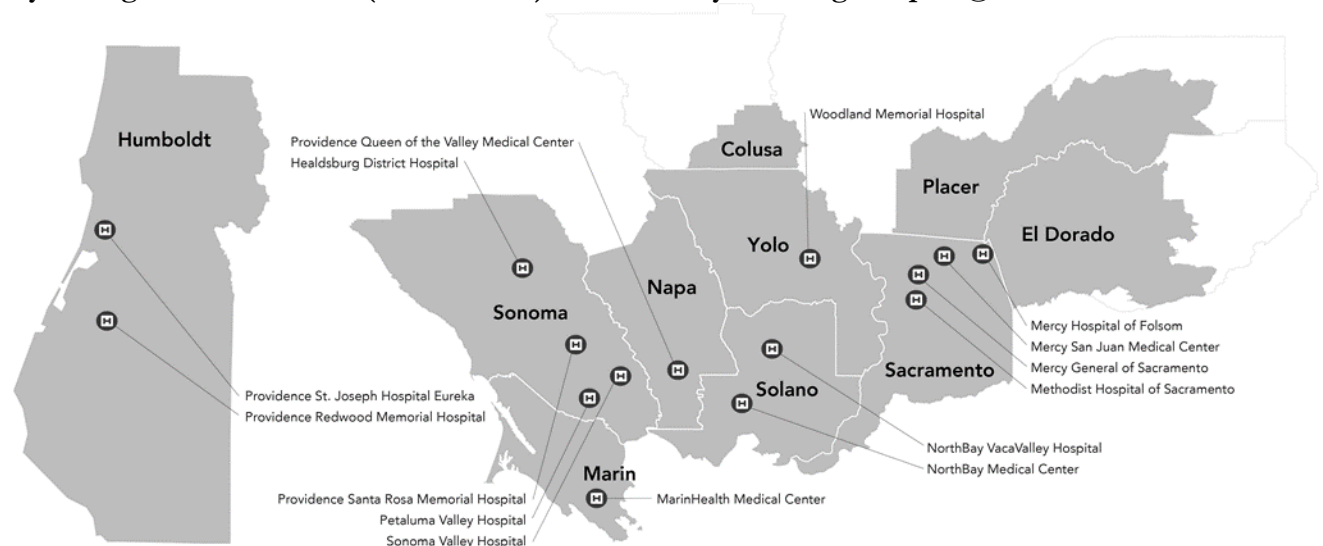 Humboldt
Providence Queen of the Valley Medical Center
Healdsburg District Hospital
Woodland Memorial Hospital
Colusa
Placer
El Dorado
Yolo
Napa
Sonoma
Sacramento
Solano
Mercy Hospital of Folsom
Mercy San Juan Medical Center
Mercy General of Sacramento
Methodist Hospital of Sacramento
Providence St. Joseph Hospital Eureka
Providence Redwood Memorial Hospital
NorthBay VacaValley Hospital
NorthBay Medical Center
Marin
Providence Santa Rosa Memorial Hospital
Petaluma Valley Hospital
Sonoma Valley Hospital
MarinHealth Medical Center